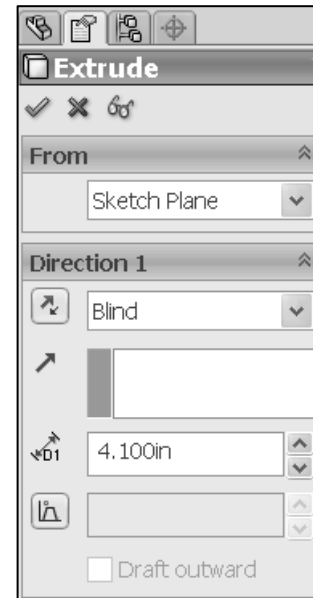 Extrude
From
Sketch Plane
Direction 1
Blind
D1
4.100in
Draft outward